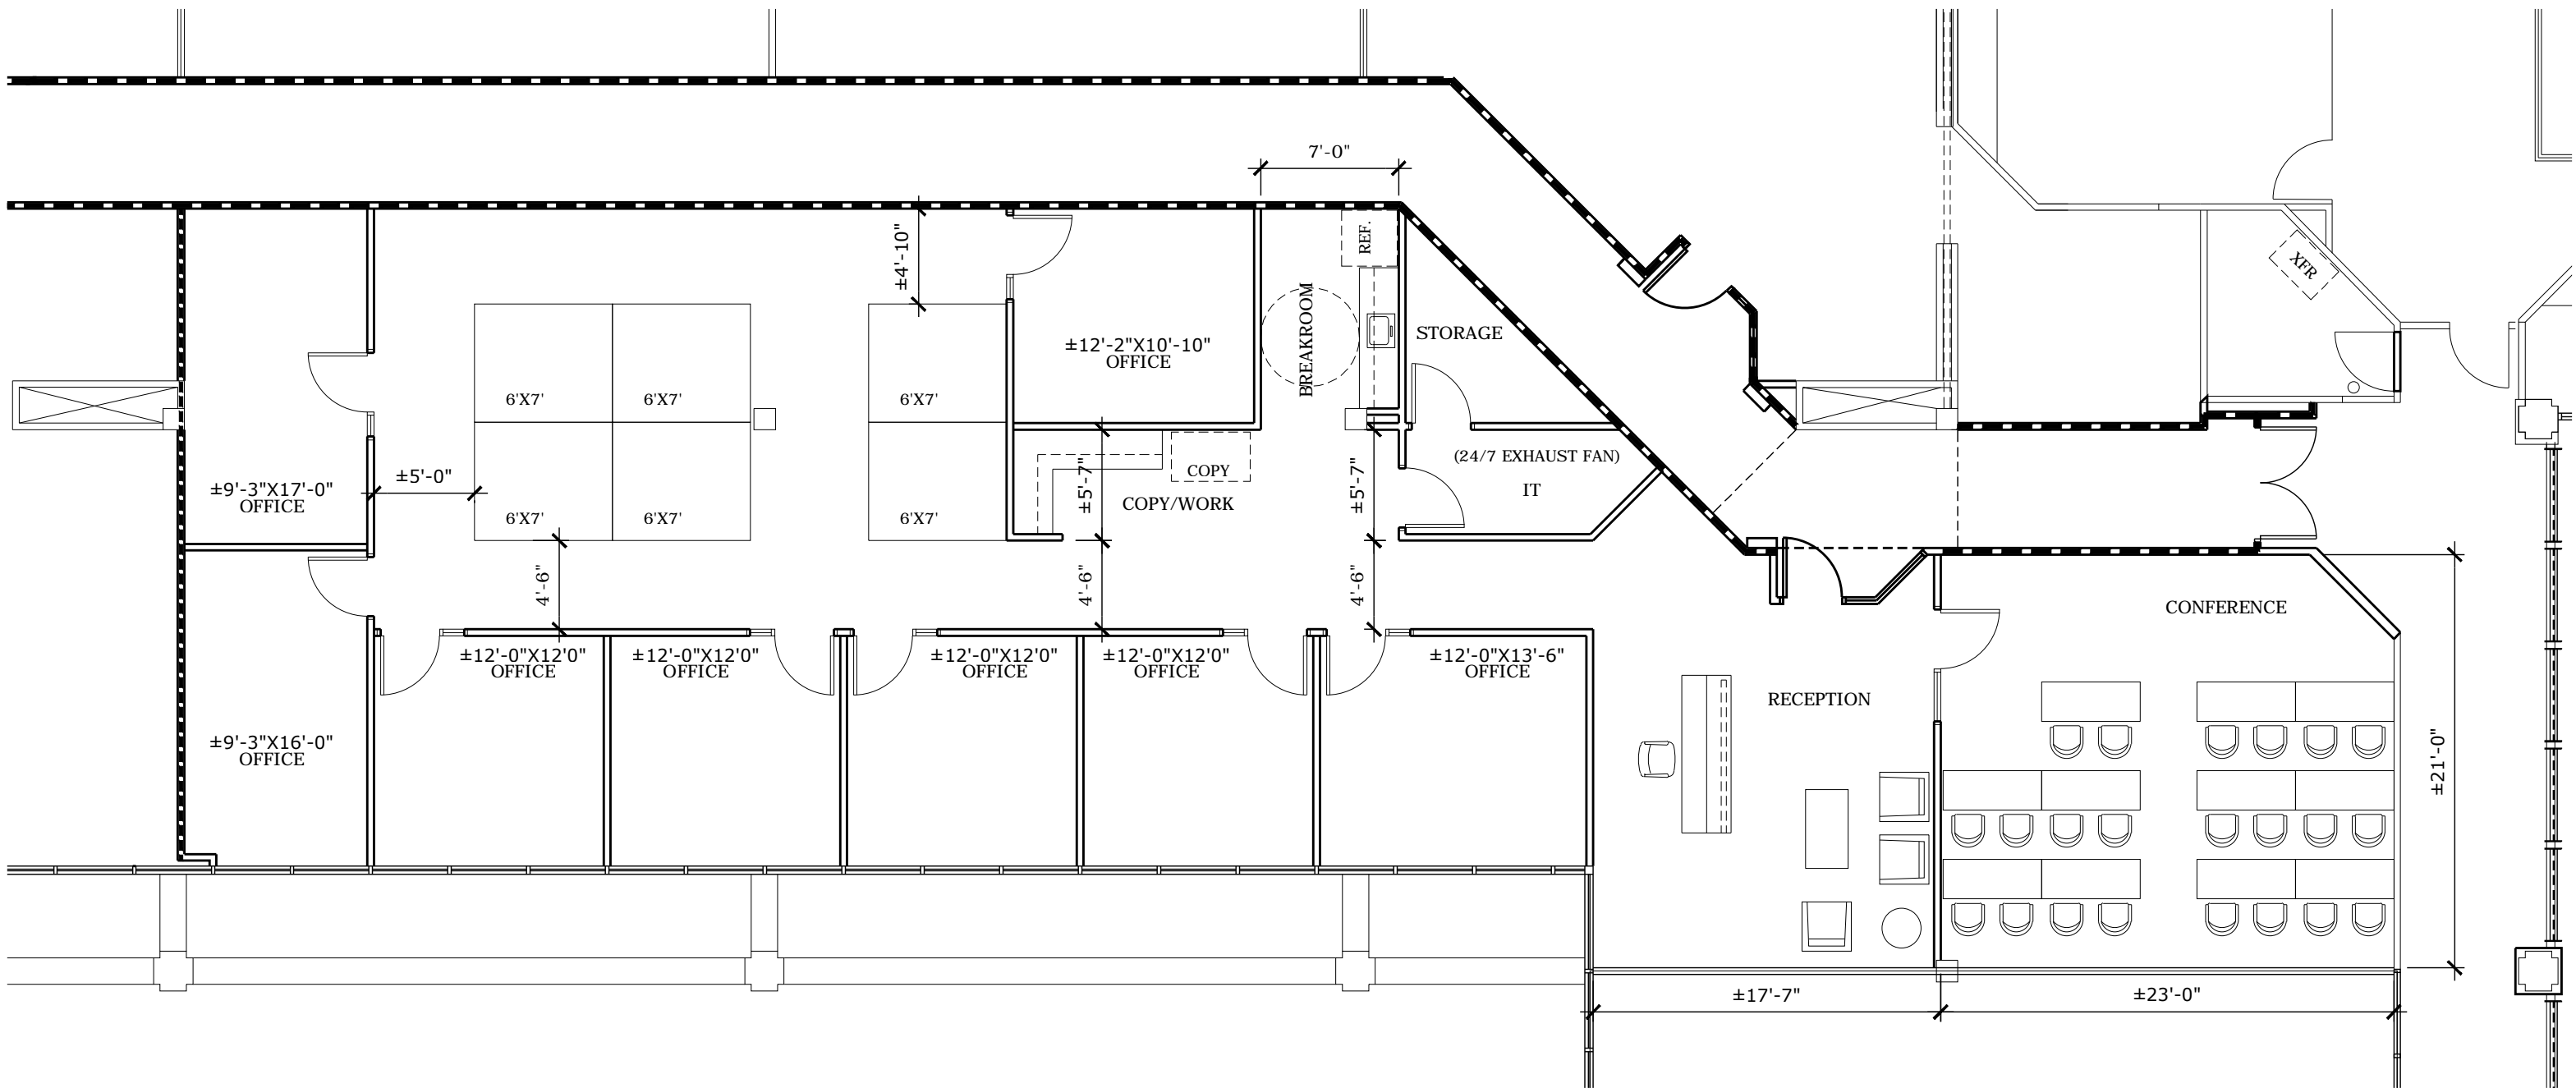 7'-0"
±4'-10"
REF.
BREAKROOM
STORAGE
XFR
±12'-2"X10'-10"
OFFICE
6'X7'
6'X7'
6'X7'
(24/7 EXHAUST FAN)
IT
COPY
COPY/WORK
±5'-7"
±5'-7"
±5'-0"
±9'-3"X17'-0"
OFFICE
6'X7'
6'X7'
6'X7'
4'-6"
4'-6"
4'-6"
CONFERENCE
±12'-0"X12'0"
OFFICE
±12'-0"X12'0"
OFFICE
±12'-0"X12'0"
OFFICE
±12'-0"X12'0"
OFFICE
±12'-0"X13'-6"
OFFICE
RECEPTION
±9'-3"X16'-0"
OFFICE
±21'-0"
±17'-7"
±23'-0"